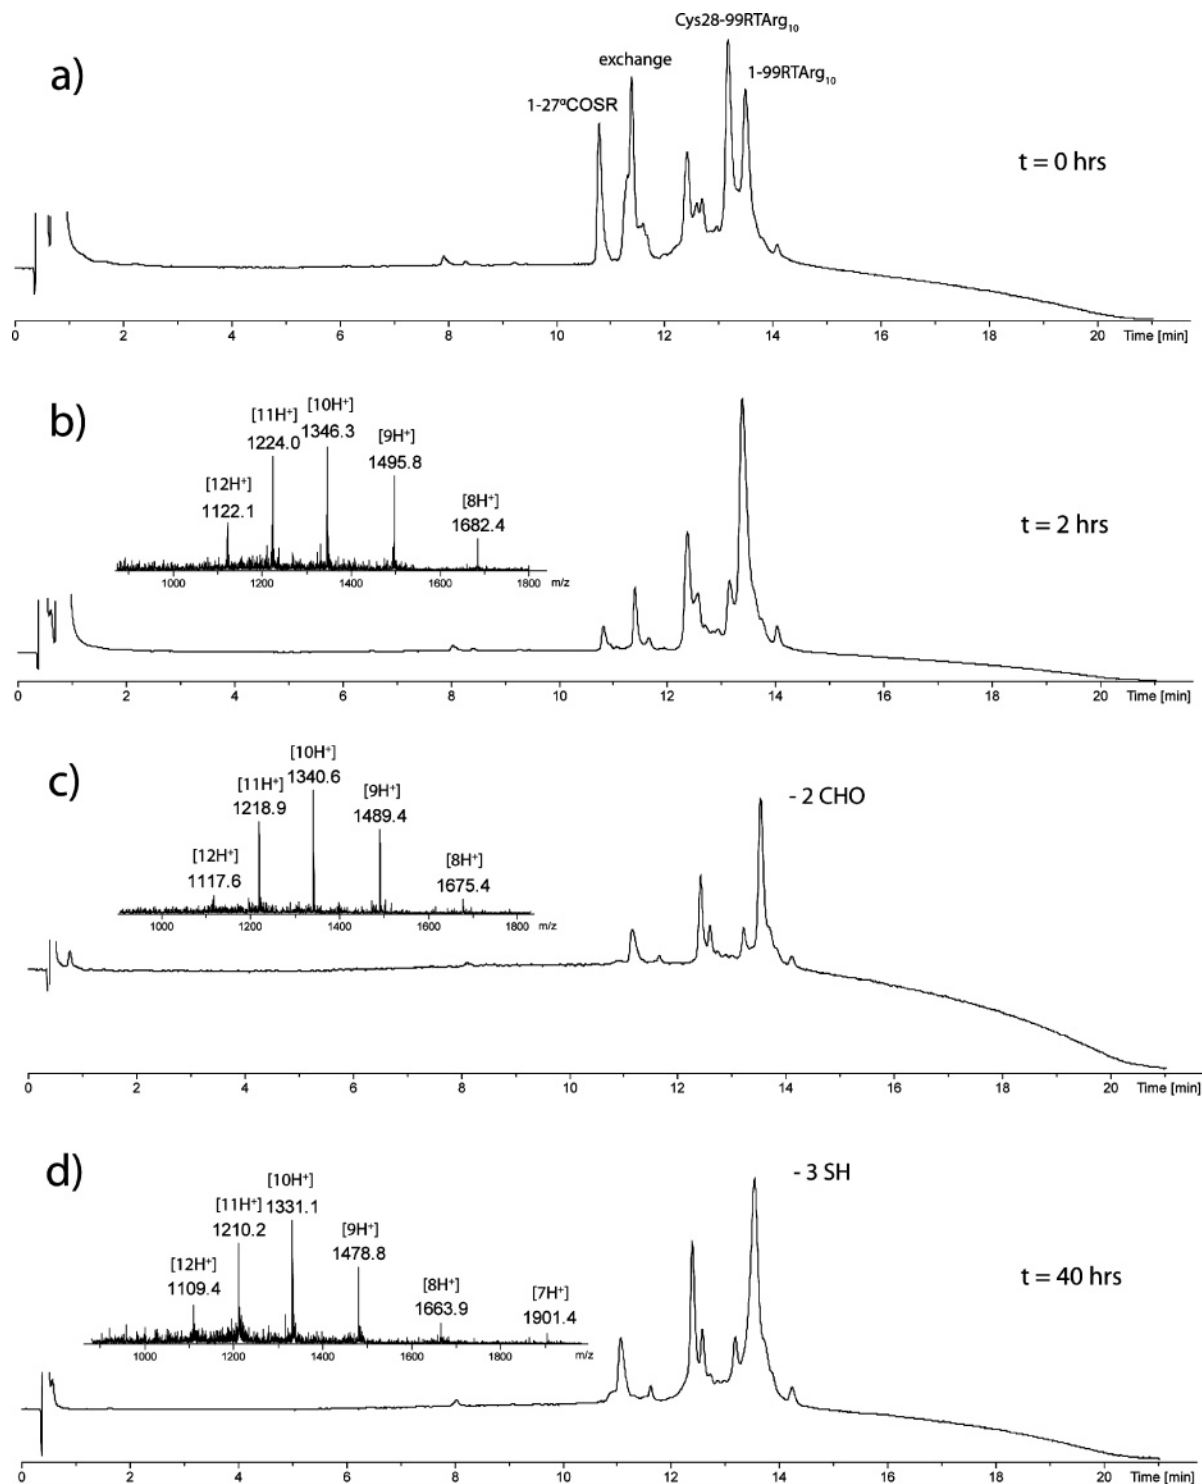 a)
Cys28-99RTArg10
exchange
1-99RTArg10
1-27ᵅCOSR
t = 0 hrs
0 2 4 6 8 10 12 14 16 18 20 Time [min]
b)
[10H+]
[11H+]
1346.3
1224.0
[9H+]
1495.8
[12H+]
1122.1
[8H+]
1682.4
t = 2 hrs
1000 1200 1400 1600 1800 m/z
0 2 4 6 8 10 12 14 16 18 20 Time [min]
c)
[10H+]
1340.6
[11H+]
1218.9
[9H+]
1489.4
- 2 CHO
[12H+]
1117.6
[8H+]
1675.4
1000 1200 1400 1600 1800 m/z
0 2 4 6 8 10 12 14 16 18 20 Time [min]
d)
- 3 SH
[10H+]
1331.1
[11H+]
1210.2
[9H+]
1478.8
[12H+]
1109.4
[8H+]
1663.9
[7H+]
1901.4
t = 40 hrs
1000 1200 1400 1600 1800 m/z
0 2 4 6 8 10 12 14 16 18 20 Time [min]